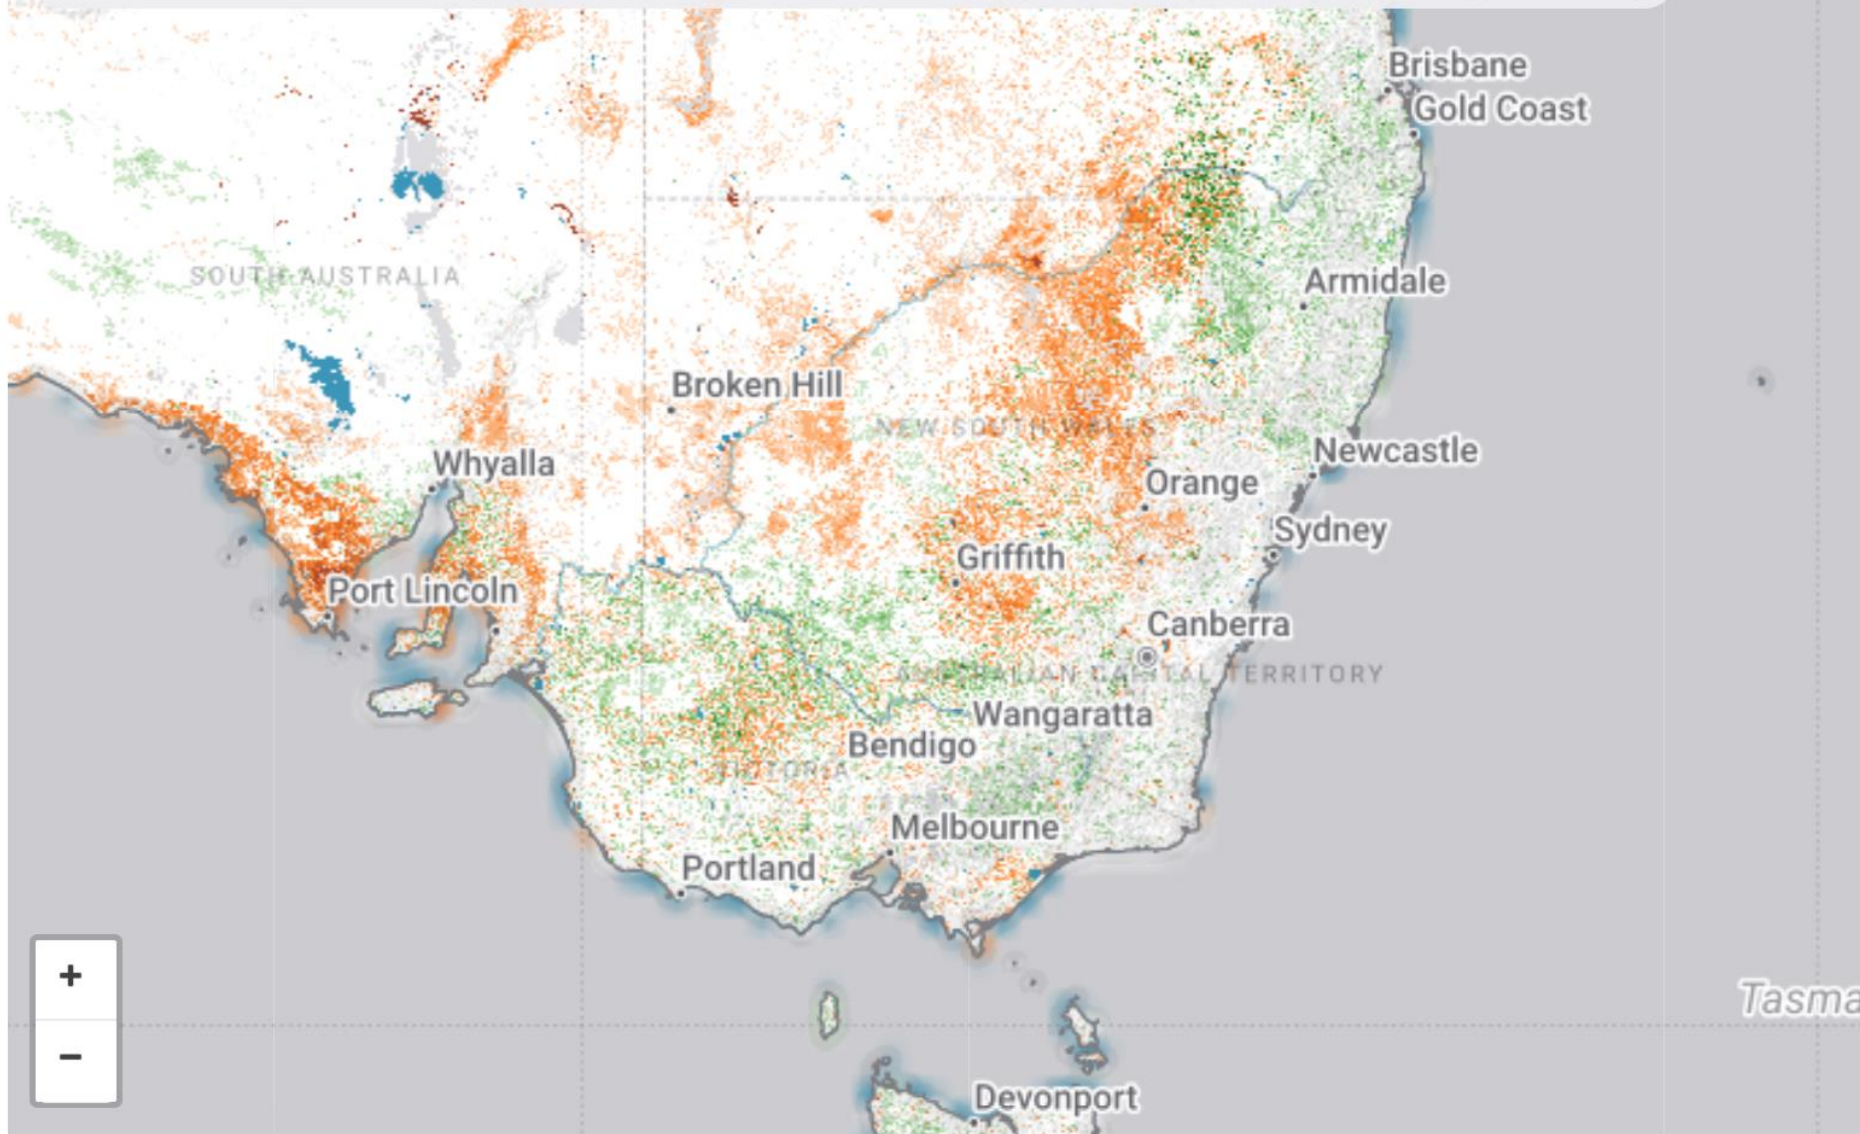 Brisbane
Gold Coast
SOUTH AUSTRALIA
Armidale
Broken Hill
NEW SOUTH WALES
Newcastle
Whyalla
Orange
Sydney
Griffith
Port Lincoln
Canberra
AUSTRALIAN CAPITAL TERRITORY
Wangaratta
Bendigo
VICTORIA
Melbourne
Portland
+
−
Tasma
Devonport